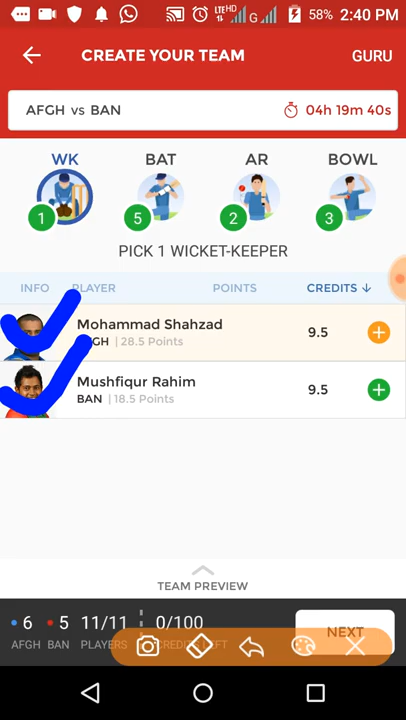 LTE HD G 58% 2:40 PM
CREATE YOUR TEAM GURU
AFGH vs BAN 04h 19m 40s
WK BAT AR BOWL
1 5 2 3
PICK 1 WICKET-KEEPER
INFO PLAYER POINTS CREDITS ↓
Mohammad Shahzad 9.5 +
GH | 28.5 Points
Mushfiqur Rahim 9.5 +
BAN | 18.5 Points
TEAM PREVIEW
6 5 11/11 0/100 NEXT
AFGH BAN PLAYERS CREDITS LEFT